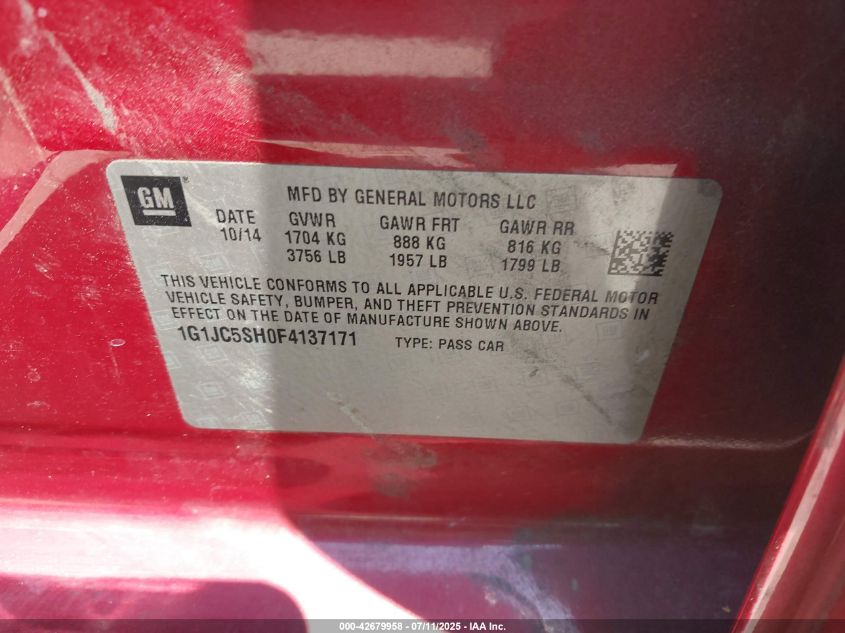 GM ®
MFD BY GENERAL MOTORS LLC
DATE GVWR GAWR FRT GAWR RR
10/14 1704 KG 888 KG 816 KG
3756 LB 1957 LB 1799 LB
THIS VEHICLE CONFORMS TO ALL APPLICABLE U.S. FEDERAL MOTOR
VEHICLE SAFETY, BUMPER, AND THEFT PREVENTION STANDARDS IN
EFFECT ON THE DATE OF MANUFACTURE SHOWN ABOVE.
1G1JC5SH0F4137171 TYPE: PASS CAR
000-42679958 - 07/11/2025 - IAA Inc.